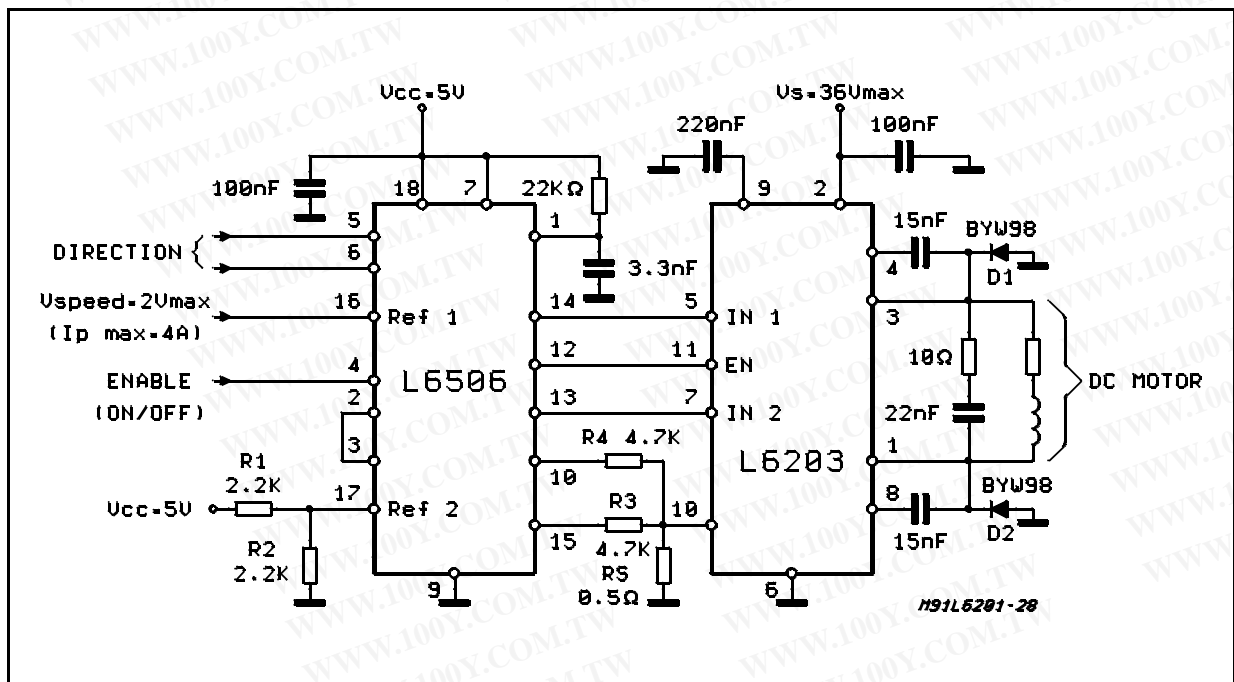 Vcc=5V
Vs=36Vmax
220nF
100nF
100nF
18
7
22KΩ
9
2
15nF
BYW98
D1
DIRECTION {
5
6
1
3.3nF
4
3
Vspeed=2Vmax
(Ip max=4A)
16
Ref 1
14
5
IN 1
10Ω
12
11
EN
ENABLE
(ON/OFF)
4
L6506
DC MOTOR
2
13
7
IN 2
22nF
3
R4 4.7K
10
L6203
1
R1
2.2K
Vcc=5V
17
Ref 2
R3
4.7K
15
10
8
15nF
BYW98
D2
R2
2.2K
9
RS
0.5Ω
6
M91L6201-28
WWW.100Y.COM.TW